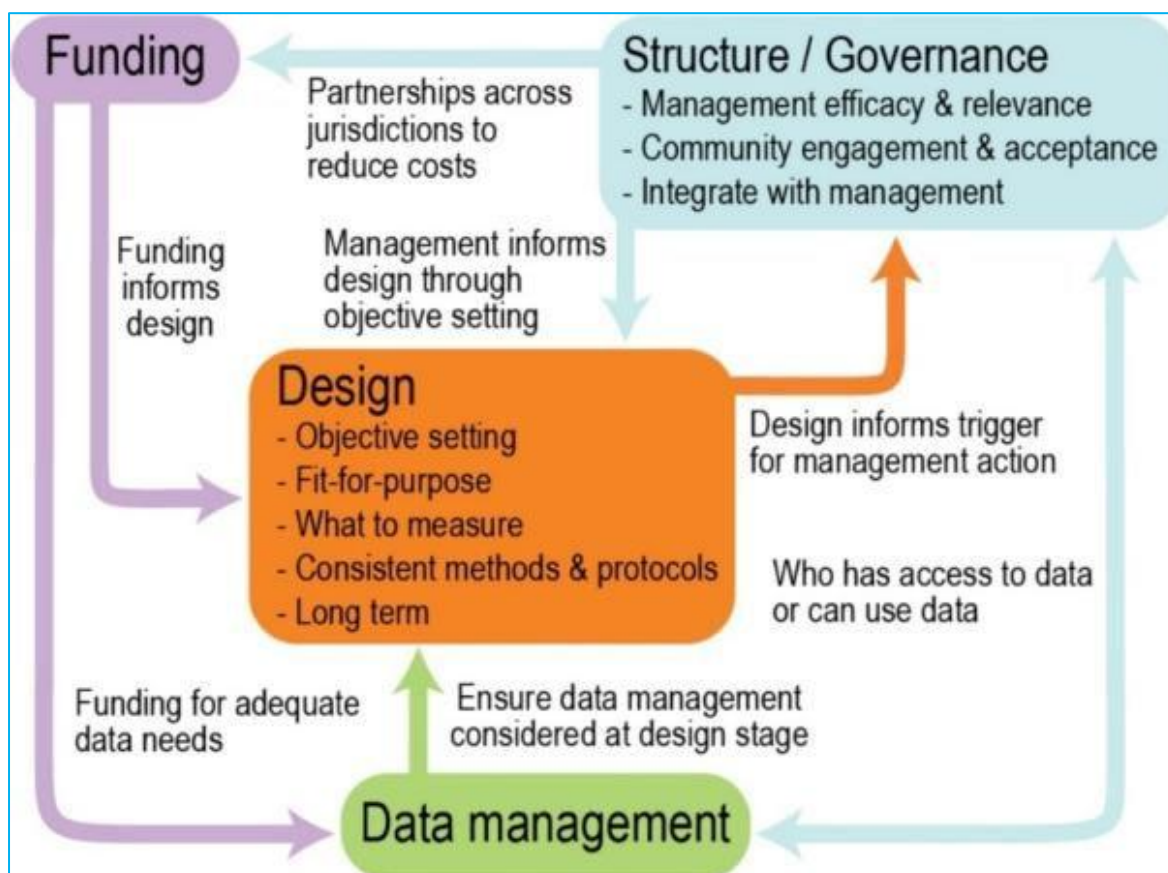 Funding
Structure / Governance
- Management efficacy & relevance
- Community engagement & acceptance
- Integrate with management
Partnerships across
jurisdictions to
reduce costs
Funding
informs
design
Management informs
design through
objective setting
Design
- Objective setting
- Fit-for-purpose
- What to measure
- Consistent methods & protocols
- Long term
Design informs trigger
for management action
Who has access to data
or can use data
Funding for adequate
data needs
Ensure data management
considered at design stage
Data management